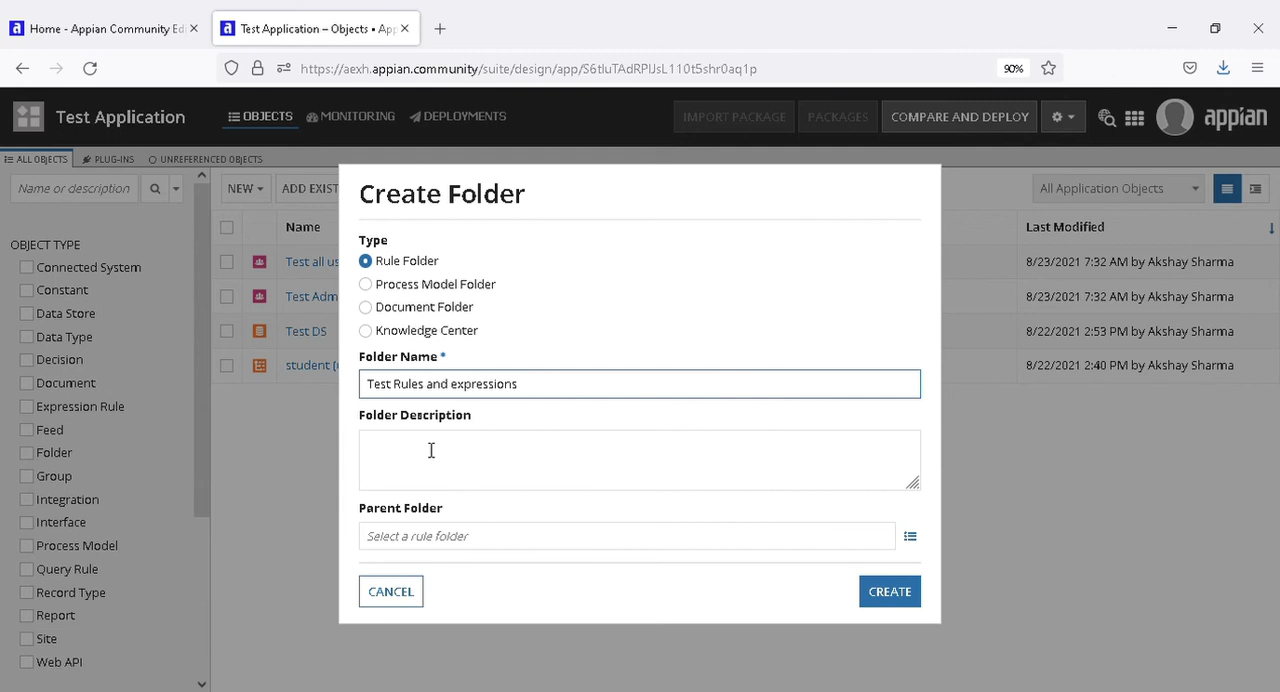 Home - Appian Community Ed
Test Application – Objects • App
https://aexh.appian.community/suite/design/app/S6tluTAdRPIJsL110t5shr0aq1p
90%
Test Application
OBJECTS
MONITORING
DEPLOYMENTS
IMPORT PACKAGE
PACKAGES
COMPARE AND DEPLOY
appian
ALL OBJECTS
PLUG-INS
UNREFERENCED OBJECTS
Name or description
NEW
ADD EXIST
All Application Objects
Name
Last Modified
Test all us
8/23/2021 7:32 AM by Akshay Sharma
Test Adm
8/23/2021 7:32 AM by Akshay Sharma
Test DS
8/22/2021 2:53 PM by Akshay Sharma
student (
8/22/2021 2:40 PM by Akshay Sharma
OBJECT TYPE
Connected System
Constant
Data Store
Data Type
Decision
Document
Expression Rule
Feed
Folder
Group
Integration
Interface
Process Model
Query Rule
Record Type
Report
Site
Web API
Create Folder
Type
Rule Folder
Process Model Folder
Document Folder
Knowledge Center
Folder Name *
Test Rules and expressions
Folder Description
Parent Folder
Select a rule folder
CANCEL
CREATE